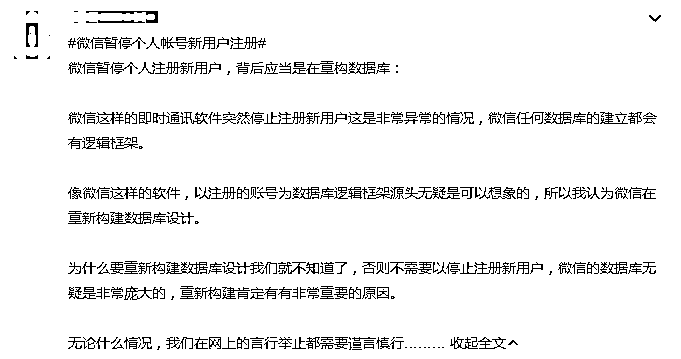 #微信暂停个人帐号新用户注册#
微信暂停个人注册新用户，背后应当是在重构数据库：
微信这样的即时通讯软件突然停止注册新用户这是非常异常的情况，微信任何数据库的建立都会
有逻辑框架。
像微信这样的软件，以注册的账号为数据库逻辑框架源头无疑是可以想象的，所以我认为微信在
重新构建数据库设计。
为什么要重新构建数据库设计我们就不知道了，否则不需要以停止注册新用户，微信的数据库无
疑是非常庞大的，重新构建肯定有有非常重要的原因。
无论什么情况，我们在网上的言行举止都需要谨言慎行......... 收起全文^